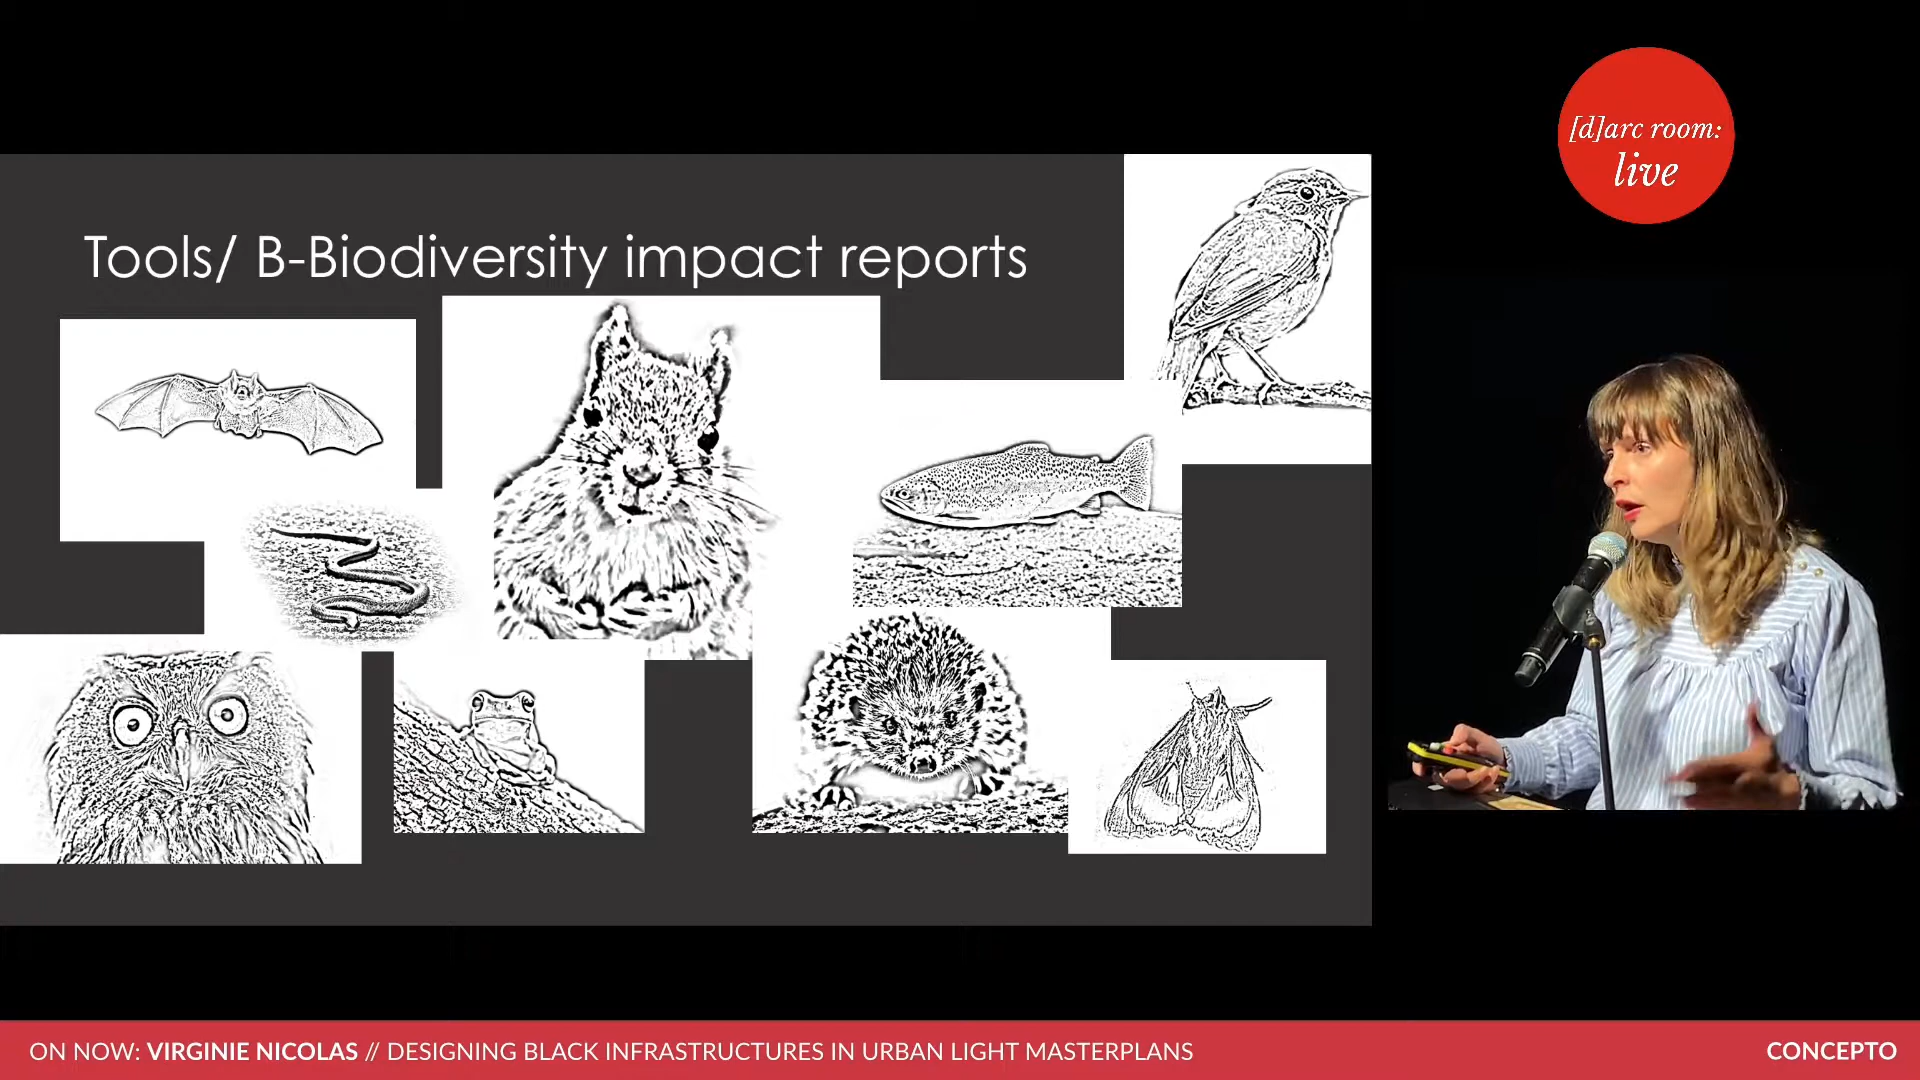 [d]arc room:
live
Tools/ B-Biodiversity impact reports
ON NOW: VIRGINIE NICOLAS // DESIGNING BLACK INFRASTRUCTURES IN URBAN LIGHT MASTERPLANS
CONCEPTO